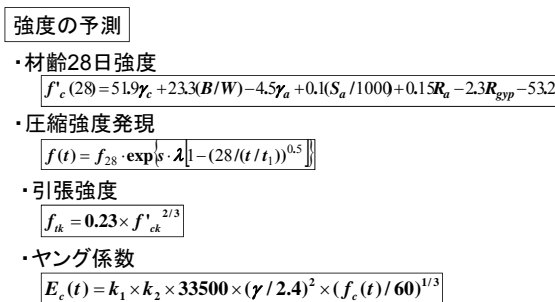 強度の予測
・材齢28日強度
f'c(28)=51.9γc+23.3(B/W)−4.5γa+0.1(Sa/1000)+0.15Ra−2.3Rgyp−53.2
・圧縮強度発現
f(t)=f28·exp{s·λ[1−(28/(t/t1))^0.5]}
・引張強度
ftk=0.23×f'ck^2/3
・ヤング係数
Ec(t)=k1×k2×33500×(γ/2.4)^2×(fc(t)/60)^1/3